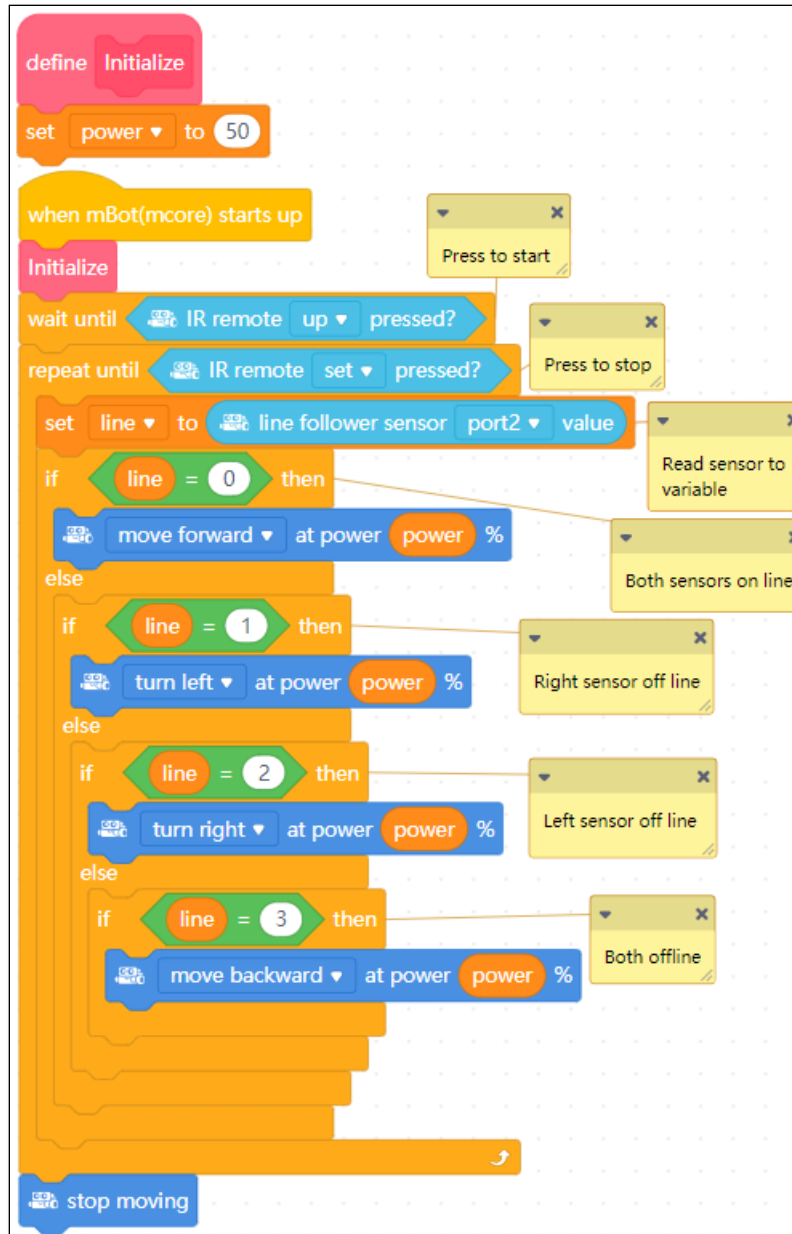 define Initialize
set power to 50
when mBot(mcore) starts up
Press to start
Initialize
wait until IR remote up pressed?
Press to stop
repeat until IR remote set pressed?
set line to line follower sensor port2 value
Read sensor to
variable
if line = 0 then
move forward at power power %
Both sensors on line
else
if line = 1 then
Right sensor off line
turn left at power power %
else
if line = 2 then
Left sensor off line
turn right at power power %
else
if line = 3 then
Both offline
move backward at power power %
stop moving